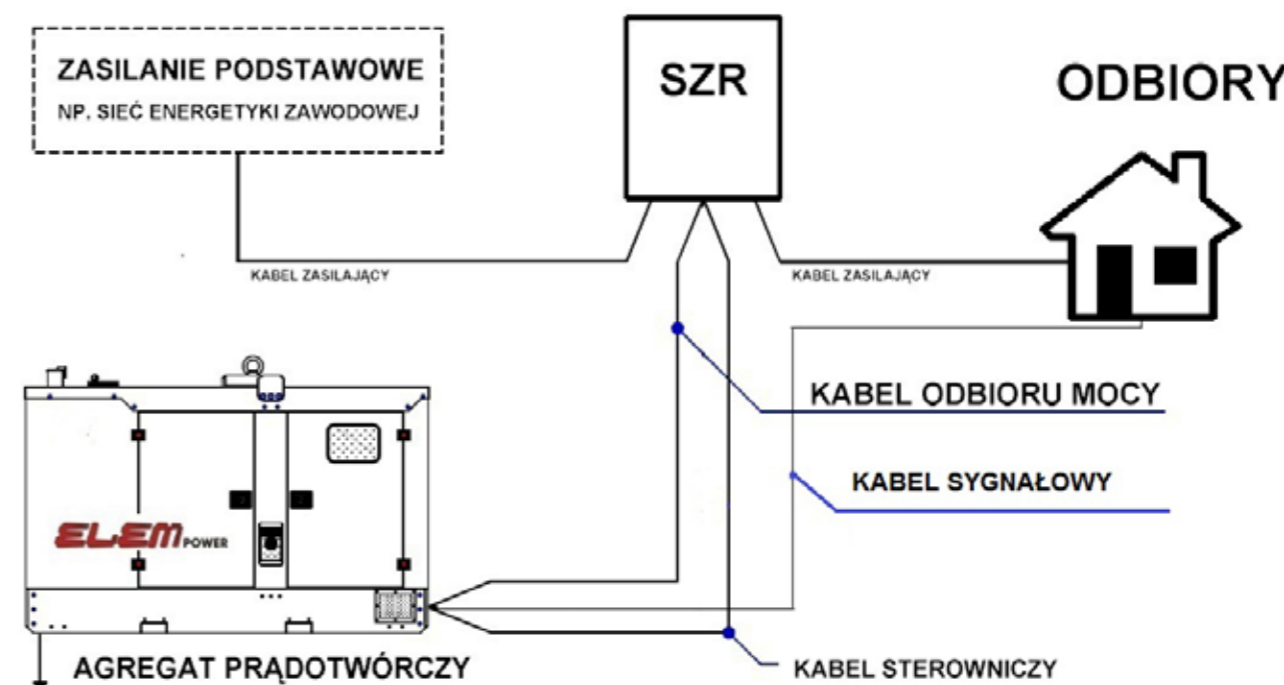 ZASILANIE PODSTAWOWE
NP. SIEĆ ENERGETYKI ZAWODOWEJ
SZR
ODBIORY
KABEL ZASILAJĄCY
KABEL ZASILAJĄCY
KABEL ODBIORU MOCY
KABEL SYGNAŁOWY
ELEM POWER
AGREGAT PRĄDOTWÓRCZY
KABEL STEROWNICZY